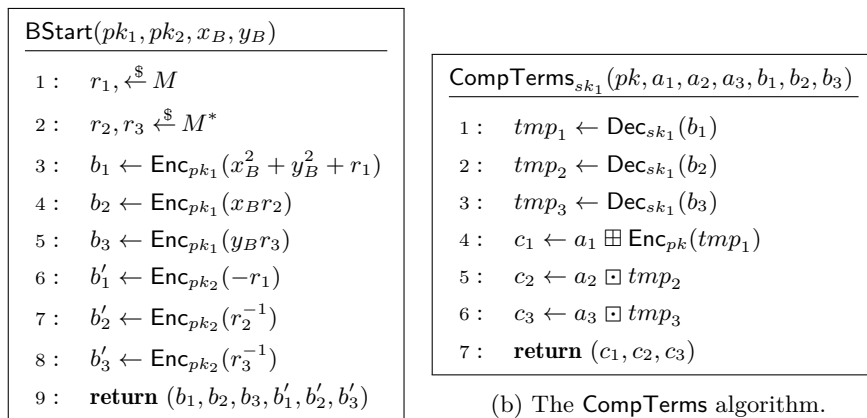 BStart(pk₁, pk₂, x_B, y_B)
1 : r₁, ←$ M
2 : r₂, r₃ ←$ M*
3 : b₁ ← Enc_{pk₁}(x_B² + y_B² + r₁)
4 : b₂ ← Enc_{pk₁}(x_B r₂)
5 : b₃ ← Enc_{pk₁}(y_B r₃)
6 : b′₁ ← Enc_{pk₂}(−r₁)
7 : b′₂ ← Enc_{pk₂}(r₂⁻¹)
8 : b′₃ ← Enc_{pk₂}(r₃⁻¹)
9 : return (b₁, b₂, b₃, b′₁, b′₂, b′₃)
CompTerms_{sk₁}(pk, a₁, a₂, a₃, b₁, b₂, b₃)
1 : tmp₁ ← Dec_{sk₁}(b₁)
2 : tmp₂ ← Dec_{sk₁}(b₂)
3 : tmp₃ ← Dec_{sk₁}(b₃)
4 : c₁ ← a₁ ⊞ Enc_{pk}(tmp₁)
5 : c₂ ← a₂ ⊡ tmp₂
6 : c₃ ← a₃ ⊡ tmp₃
7 : return (c₁, c₂, c₃)
(b) The CompTerms algorithm.